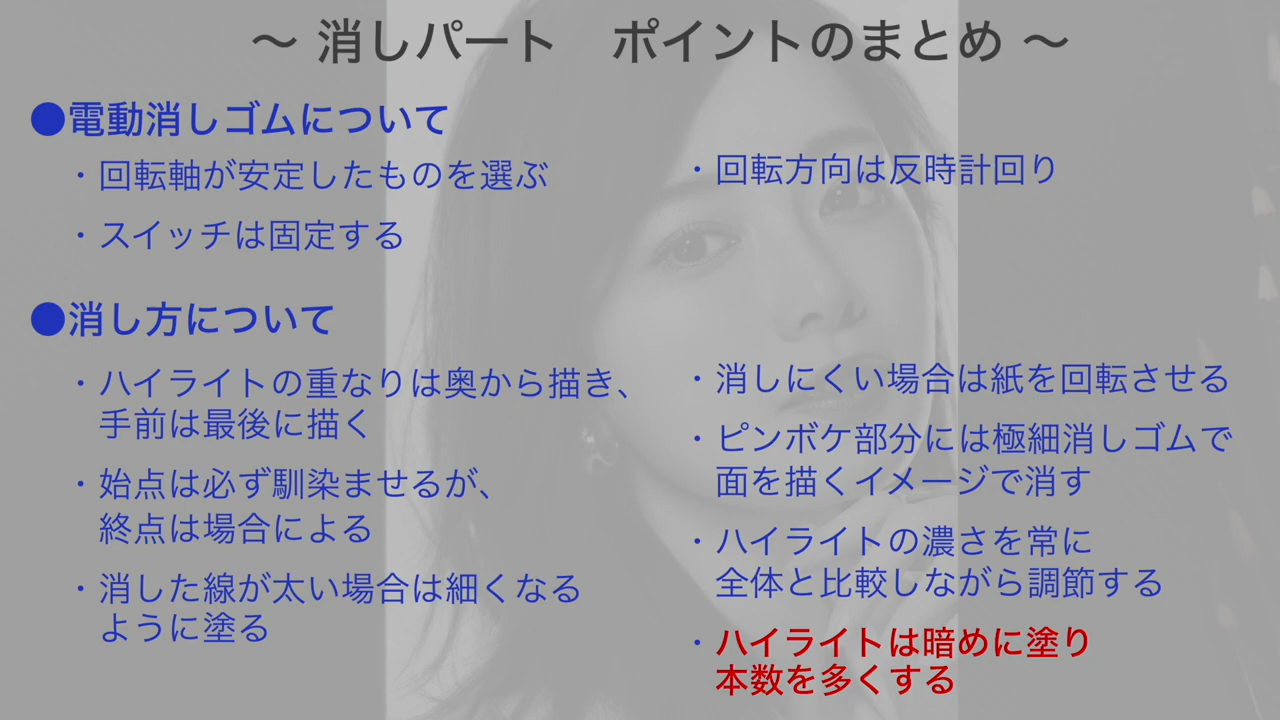 〜 消しパート　ポイントのまとめ 〜
●電動消しゴムについて
・回転軸が安定したものを選ぶ
・回転方向は反時計回り
・スイッチは固定する
●消し方について
・ハイライトの重なりは奥から描き、
手前は最後に描く
・始点は必ず馴染ませるが、
終点は場合による
・消した線が太い場合は細くなる
ように塗る
・消しにくい場合は紙を回転させる
・ピンボケ部分には極細消しゴムで
面を描くイメージで消す
・ハイライトの濃さを常に
全体と比較しながら調節する
・ハイライトは暗めに塗り
本数を多くする